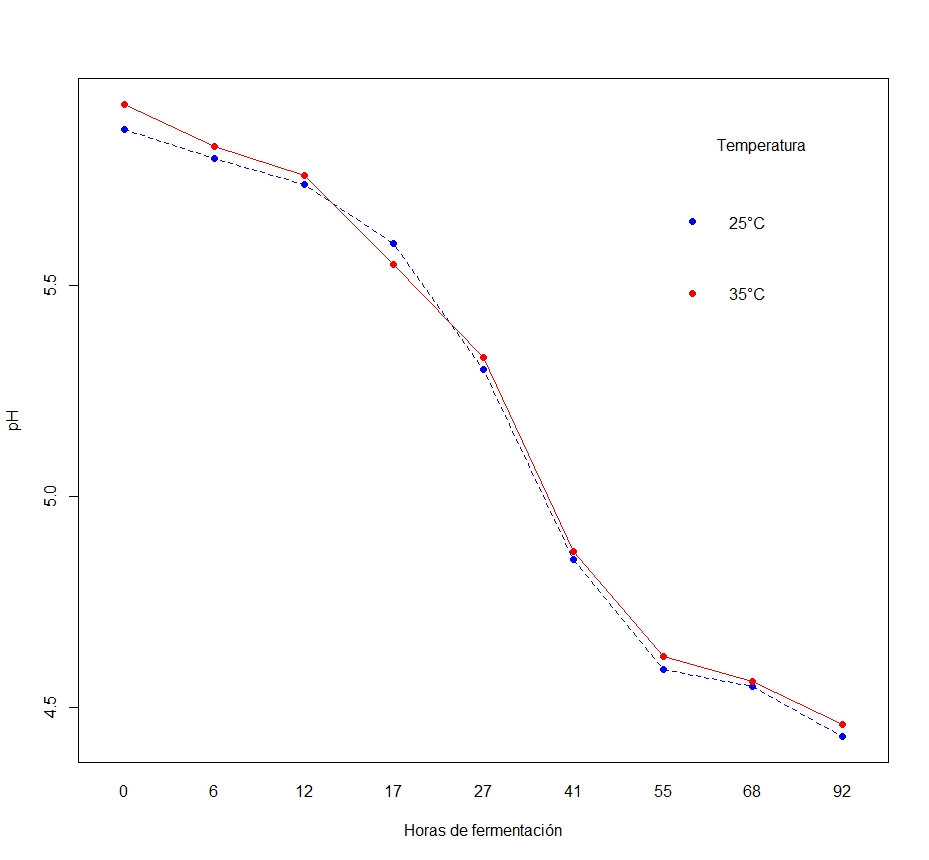 Temperatura
25°C
35°C
5.5
5.0
4.5
pH
0 6 12 17 27 41 55 68 92
Horas de fermentación